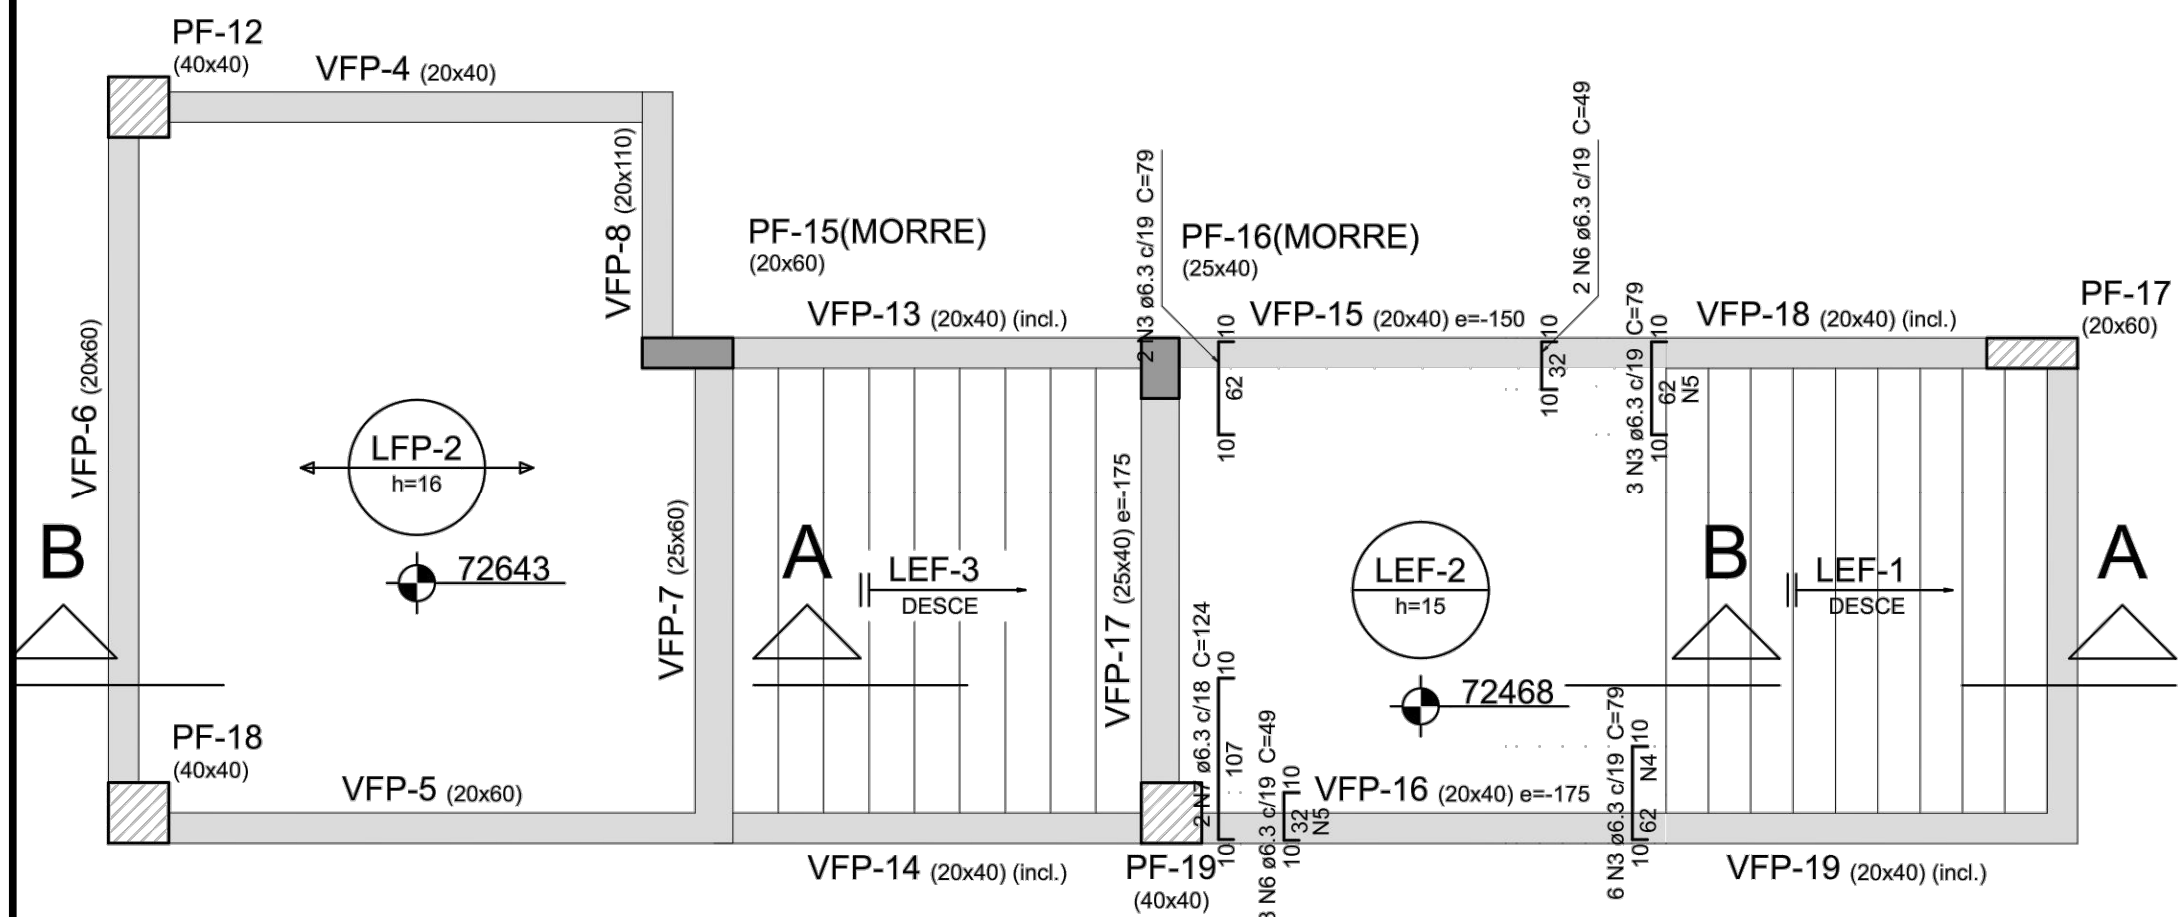 PF-12
(40x40)
VFP-4 (20x40)
VFP-8 (20x110)
VFP-6 (20x60)
LFP-2
h=16
72643
B
PF-18
(40x40)
VFP-5 (20x60)
VFP-7 (25x60)
PF-15(MORRE)
(20x60)
VFP-13 (20x40) (incl.)
A
LEF-3
DESCE
VFP-14 (20x40) (incl.)
VFP-17 (25x40) e=-175
2 N3 ø6.3 c/19 C=79
10
62
10
PF-16(MORRE)
(25x40)
VFP-15 (20x40) e=-150
2 N6 ø6.3 c/19 C=49
10
32
10
3 N3 ø6.3 c/19 C=79
10
62
N5
10
VFP-18 (20x40) (incl.)
PF-17
(20x60)
LEF-2
h=15
72468
B
LEF-1
DESCE
A
ø6.3 c/18 C=124
10
107
10
N6 ø6.3 c/19 C=49
10
32
N5
10
VFP-16 (20x40) e=-175
6 N3 ø6.3 c/19 C=79
10
N4
62
10
PF-19
(40x40)
VFP-19 (20x40) (incl.)